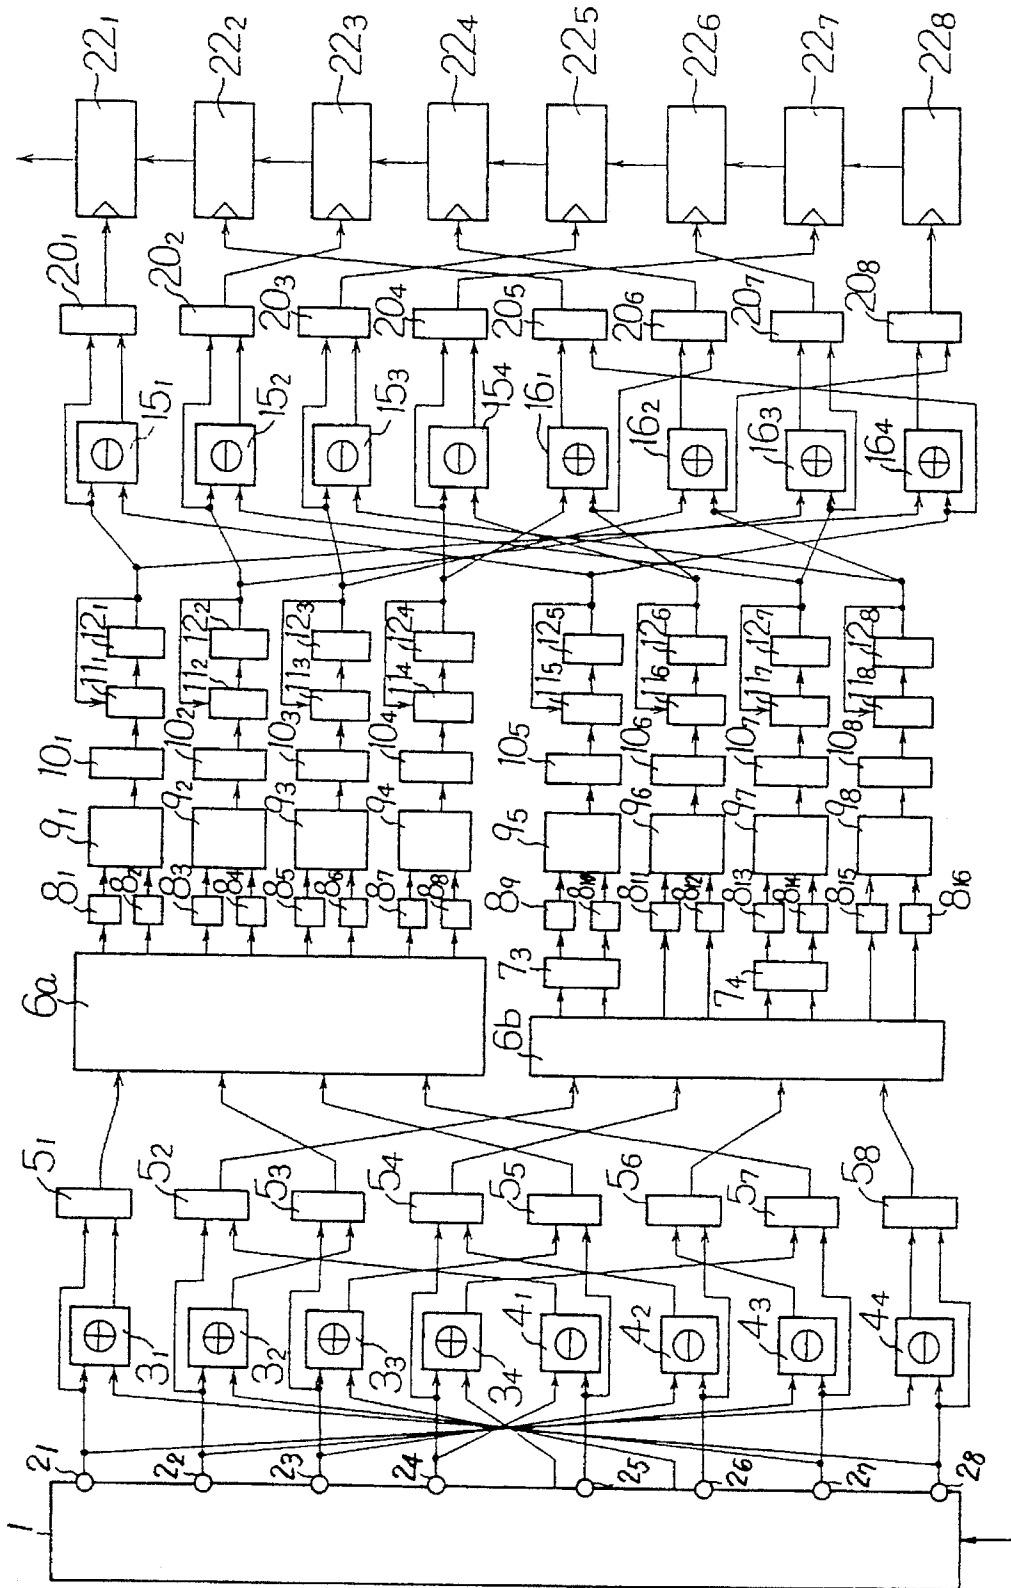 22₁ 22₂ 22₃ 22₄ 22₅ 22₆ 22₇ 22₈
20₁ 20₂ 20₃ 20₄ 20₅ 20₆ 20₇ 20₈
15₁ 15₂ 15₃ 15₄ 16₁ 16₂ 16₃ 16₄
12₁ 12₂ 12₃ 12₄ 12₅ 12₆ 12₇ 12₈
11₁ 11₂ 11₃ 11₄ 11₅ 11₆ 11₇ 11₈
10₁ 10₂ 10₃ 10₄ 10₅ 10₆ 10₇ 10₈
9₁ 9₂ 9₃ 9₄ 9₅ 9₆ 9₇ 9₈
8₁ 8₂ 8₃ 8₄ 8₅ 8₆ 8₇ 8₈ 8₉ 8₁₀ 8₁₁ 8₁₂ 8₁₃ 8₁₄ 8₁₅ 8₁₆
7₃ 7₄
6a 6b
5₁ 5₂ 5₃ 5₄ 5₅ 5₆ 5₇ 5₈
3₁ 3₂ 3₃ 3₄ 4₁ 4₂ 4₃ 4₄
2₁ 2₂ 2₃ 2₄ 2₅ 2₆ 2₇ 2₈
1